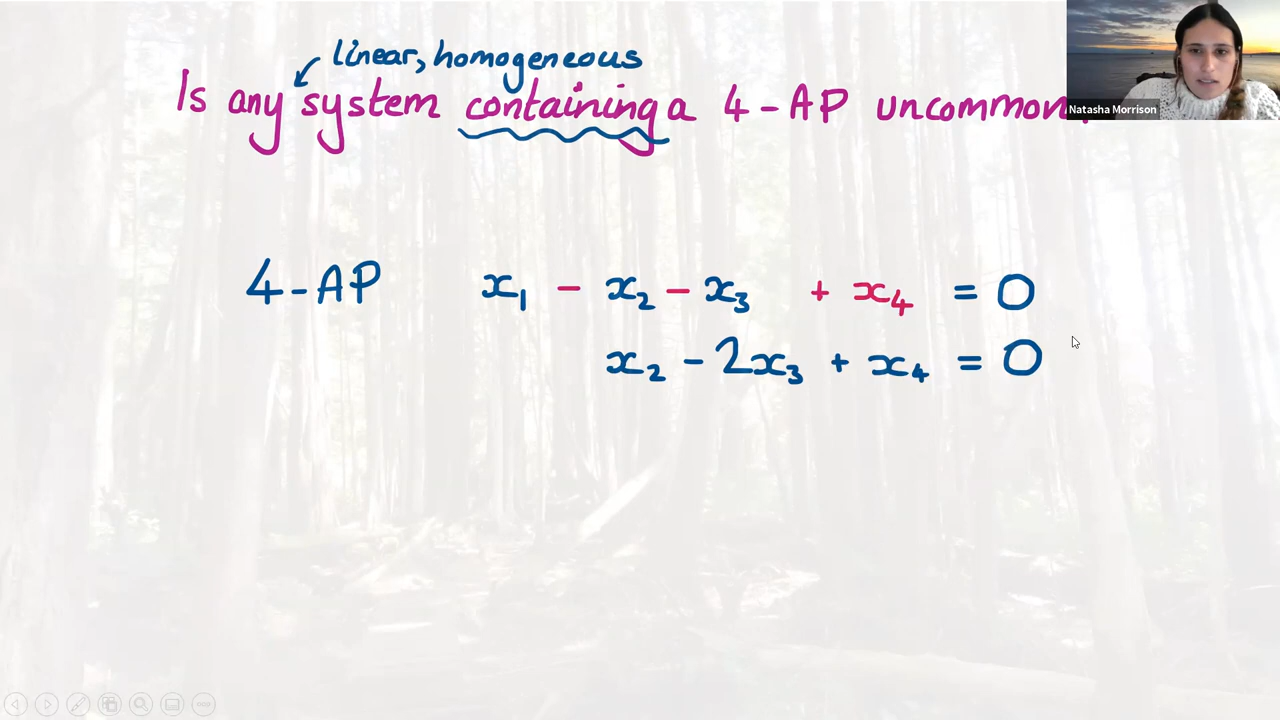 linear, homogeneous
Is any system containing a 4-AP uncommon
Natasha Morrison
4-AP x₁ - x₂ - x₃ + x₄ = 0
x₂ - 2x₃ + x₄ = 0